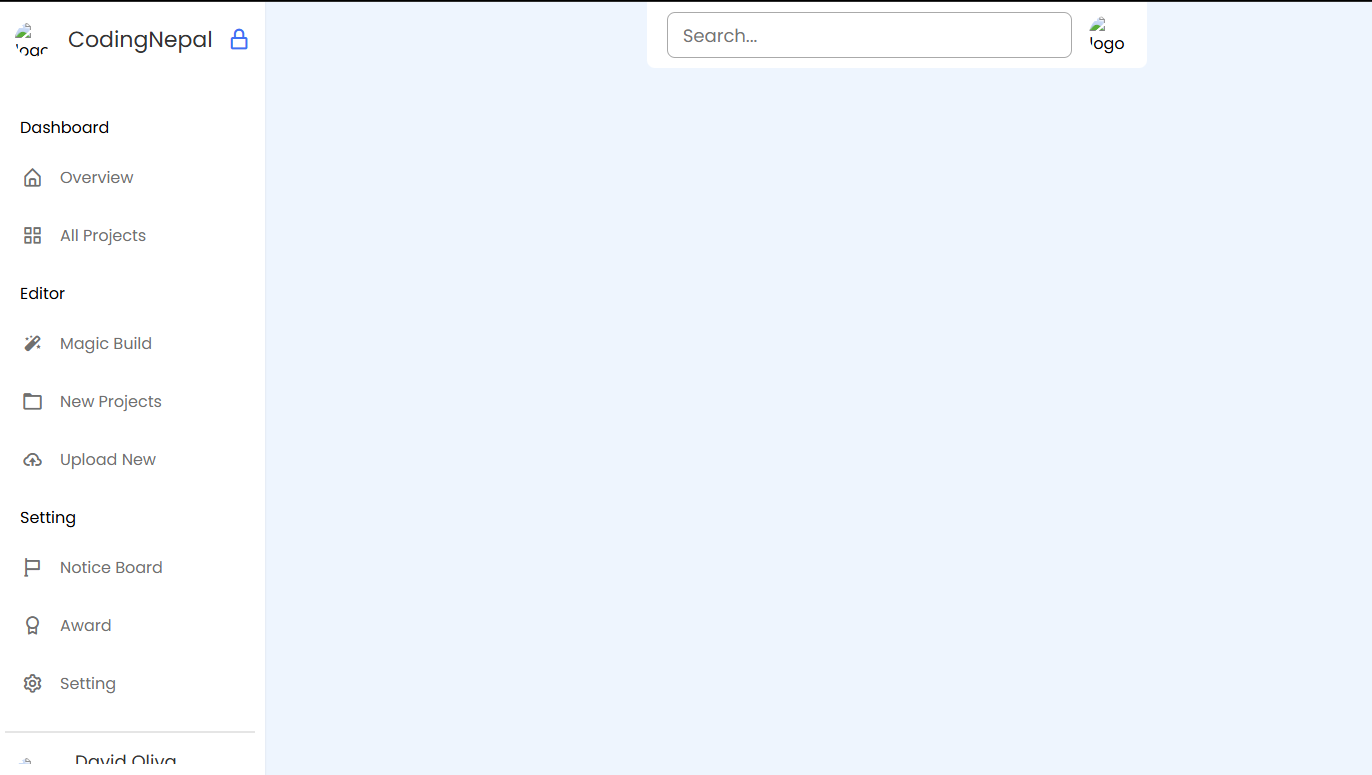 logo
CodingNepal
Search...
logo
Dashboard
Overview
All Projects
Editor
Magic Build
New Projects
Upload New
Setting
Notice Board
Award
Setting
David Oliva